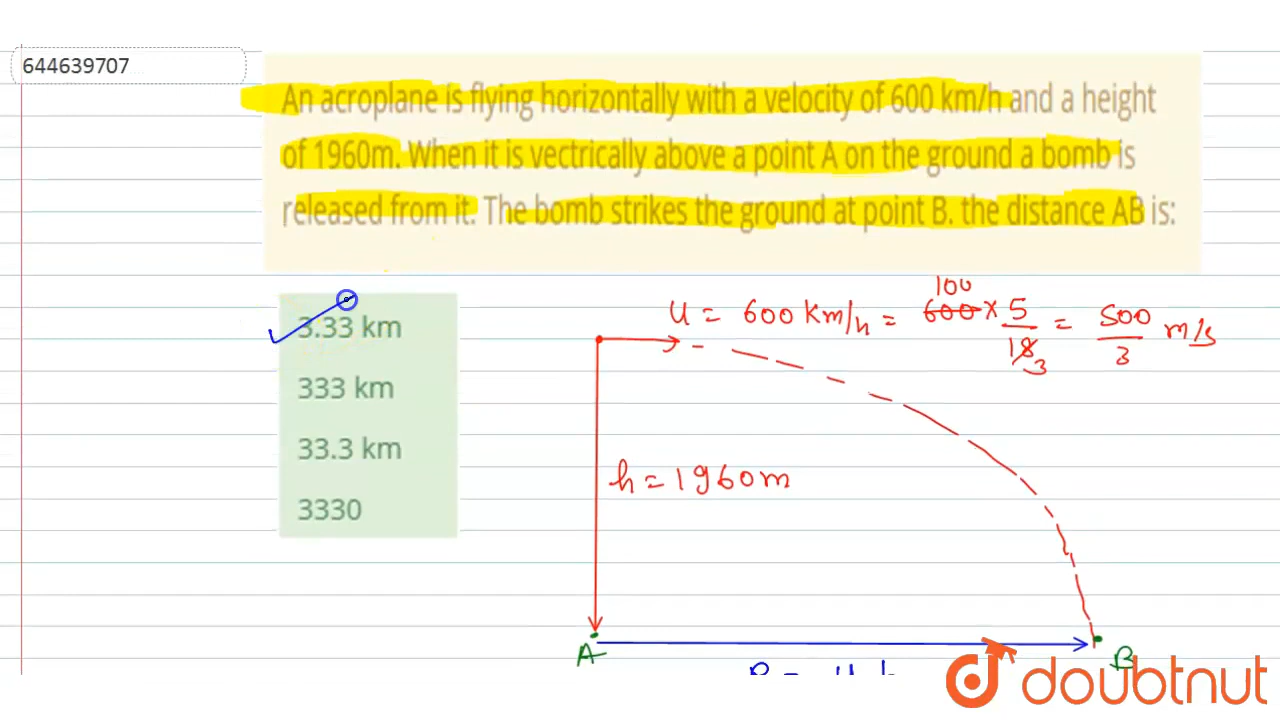 644639707
An acroplane is flying horizontally with a velocity of 600 km/h and a height
of 1960m. When it is vectrically above a point A on the ground a bomb is
released from it. The bomb strikes the ground at point B. the distance AB is:
3.33 km
333 km
33.3 km
3330
100
u = 600 Km/h = 600 × 5/18 = 500/3 m/s
3
h = 1960m
A
B
doubtnut